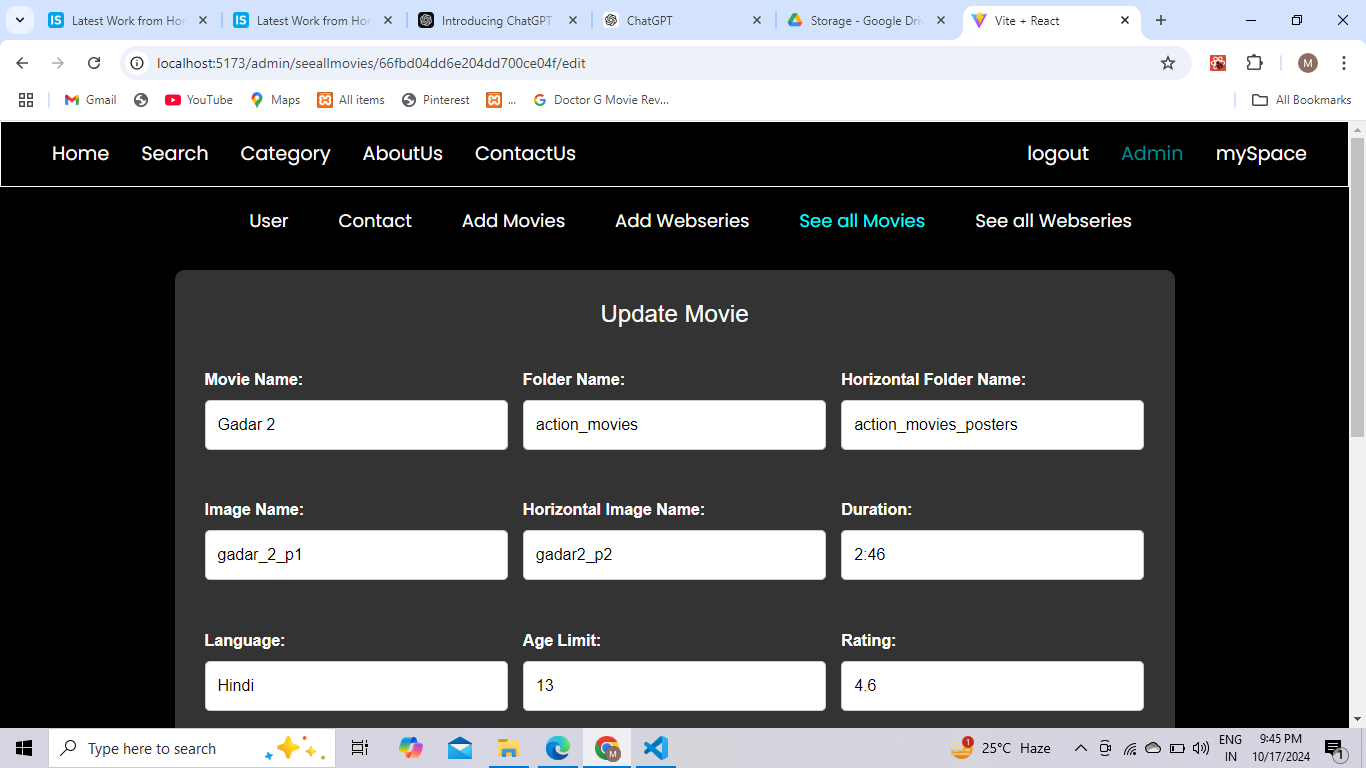 Latest Work from Hor
Latest Work from Hor
Introducing ChatGPT
ChatGPT
Storage - Google Dri
Vite + React
localhost:5173/admin/seeallmovies/66fbd04dd6e204dd700ce04f/edit
M
Gmail
YouTube
Maps
All items
Pinterest
...
Doctor G Movie Rev...
All Bookmarks
Home Search Category AboutUs ContactUs logout Admin mySpace
User Contact Add Movies Add Webseries See all Movies See all Webseries
Update Movie
Movie Name: Folder Name: Horizontal Folder Name:
Gadar 2 action_movies action_movies_posters
Image Name: Horizontal Image Name: Duration:
gadar_2_p1 gadar2_p2 2:46
Language: Age Limit: Rating:
Hindi 13 4.6
Type here to search
M
1
25°C Haze
ENG
IN
9:45 PM
10/17/2024
1